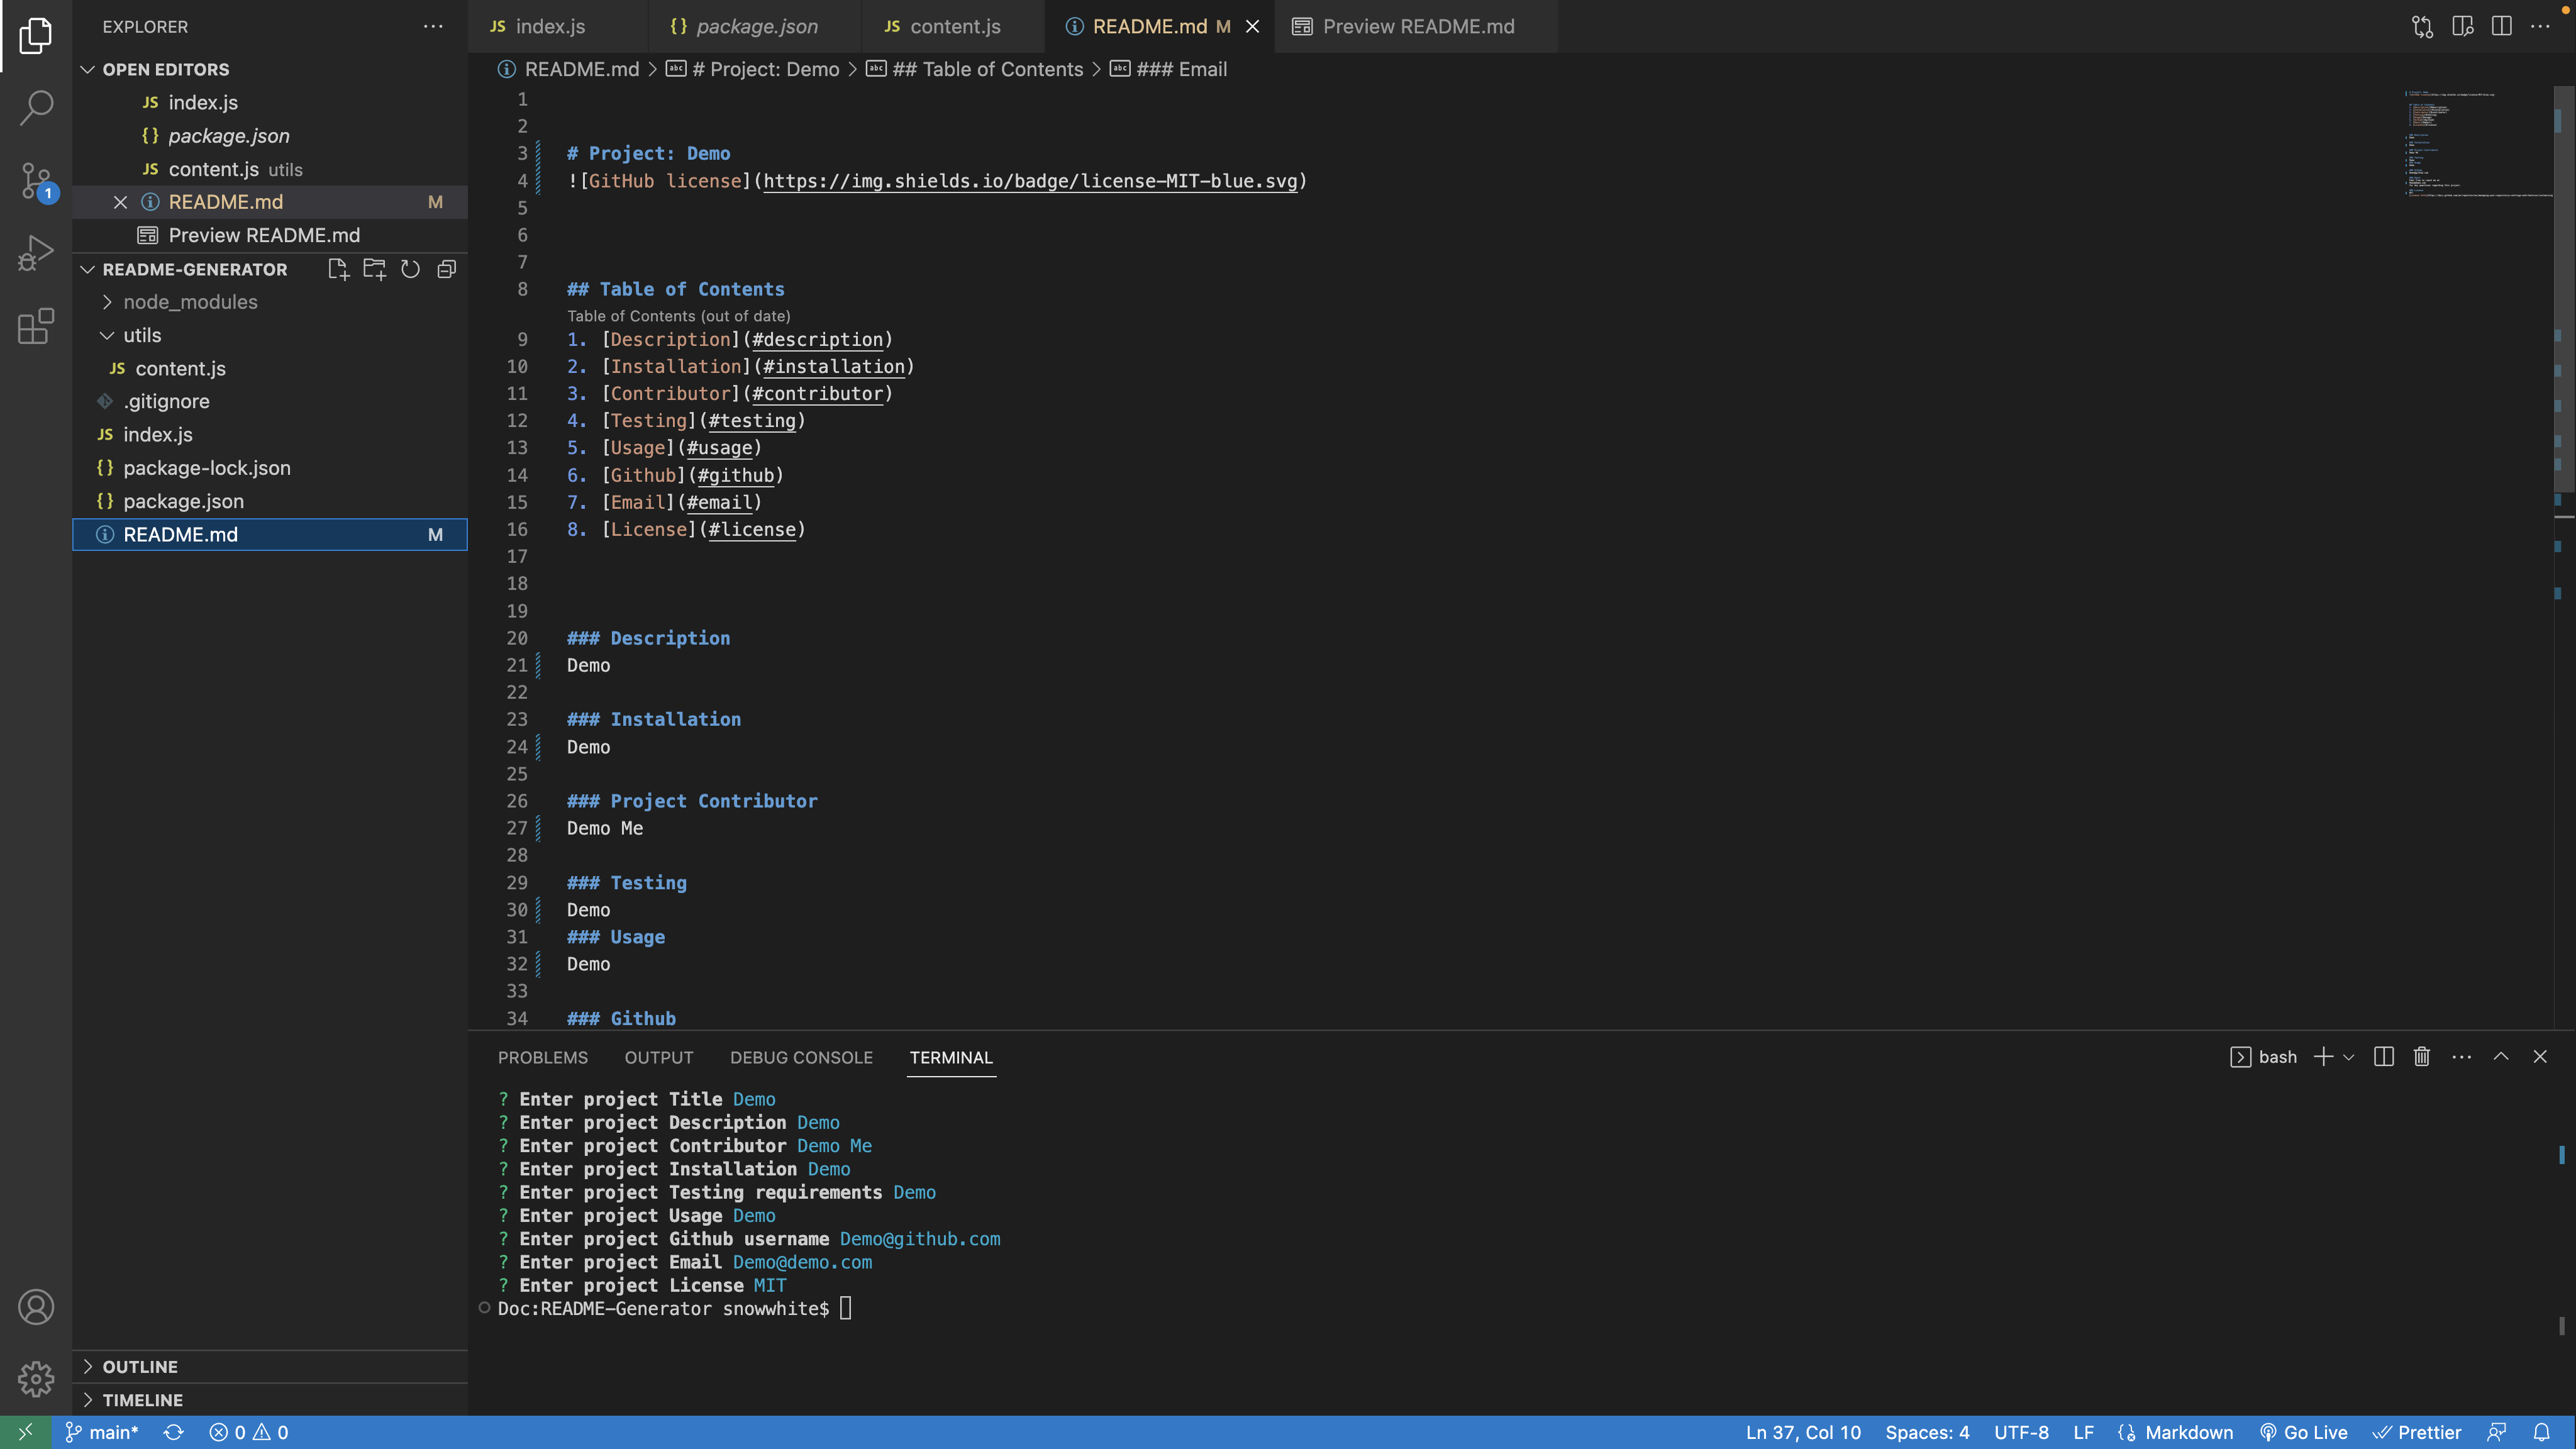 EXPLORER
OPEN EDITORS
JS index.js
{} package.json
JS content.js utils
README.md M
Preview README.md
README-GENERATOR
node_modules
utils
JS content.js
.gitignore
JS index.js
{} package-lock.json
{} package.json
README.md M
OUTLINE
TIMELINE
1
JS index.js {} package.json JS content.js README.md M Preview README.md
README.md > # Project: Demo > ## Table of Contents > ### Email
1
2
3 # Project: Demo
4 ![GitHub license](https://img.shields.io/badge/license-MIT-blue.svg)
5
6
7
8 ## Table of Contents
Table of Contents (out of date)
9 1. [Description](#description)
10 2. [Installation](#installation)
11 3. [Contributor](#contributor)
12 4. [Testing](#testing)
13 5. [Usage](#usage)
14 6. [Github](#github)
15 7. [Email](#email)
16 8. [License](#license)
17
18
19
20 ### Description
21 Demo
22
23 ### Installation
24 Demo
25
26 ### Project Contributor
27 Demo Me
28
29 ### Testing
30 Demo
31 ### Usage
32 Demo
33
34 ### Github
PROBLEMS OUTPUT DEBUG CONSOLE TERMINAL bash
? Enter project Title Demo
? Enter project Description Demo
? Enter project Contributor Demo Me
? Enter project Installation Demo
? Enter project Testing requirements Demo
? Enter project Usage Demo
? Enter project Github username Demo@github.com
? Enter project Email Demo@demo.com
? Enter project License MIT
Doc:README-Generator snowwhite$
main* 0 0 Ln 37, Col 10 Spaces: 4 UTF-8 LF Markdown Go Live Prettier